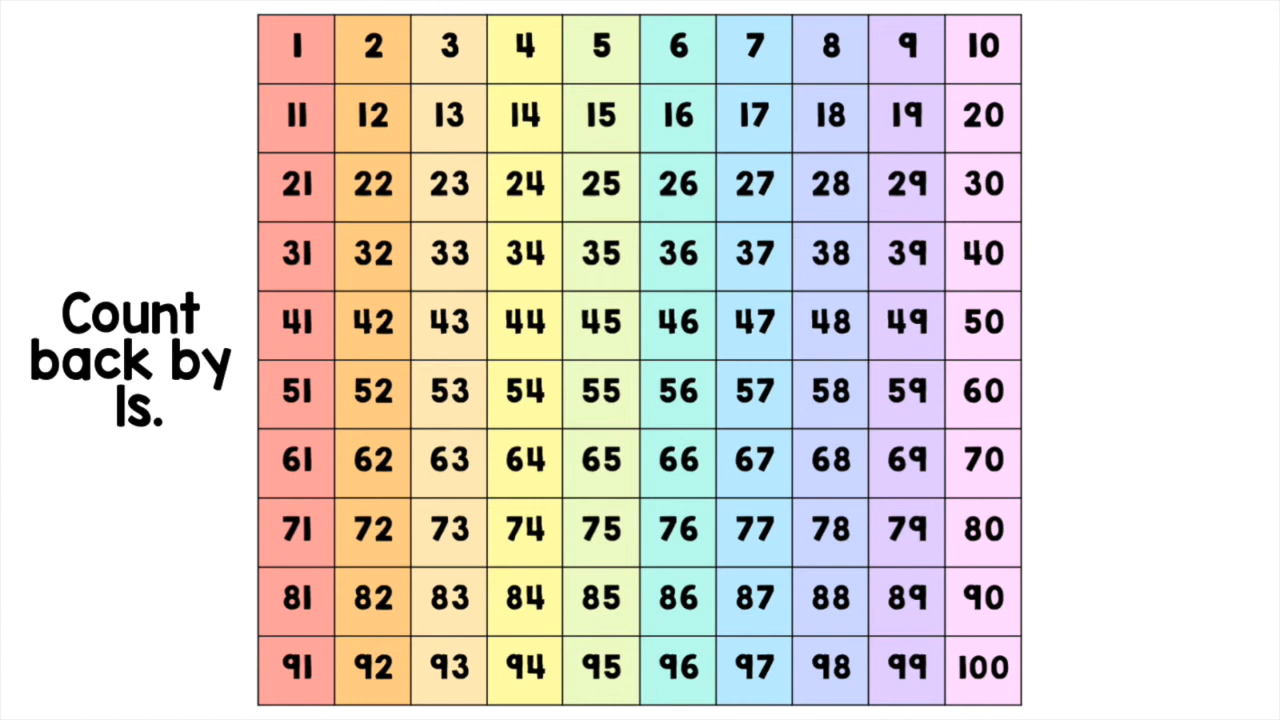 1 2 3 4 5 6 7 8 9 10
11 12 13 14 15 16 17 18 19 20
21 22 23 24 25 26 27 28 29 30
31 32 33 34 35 36 37 38 39 40
41 42 43 44 45 46 47 48 49 50
51 52 53 54 55 56 57 58 59 60
61 62 63 64 65 66 67 68 69 70
71 72 73 74 75 76 77 78 79 80
81 82 83 84 85 86 87 88 89 90
91 92 93 94 95 96 97 98 99 100
Count
back by
1s.